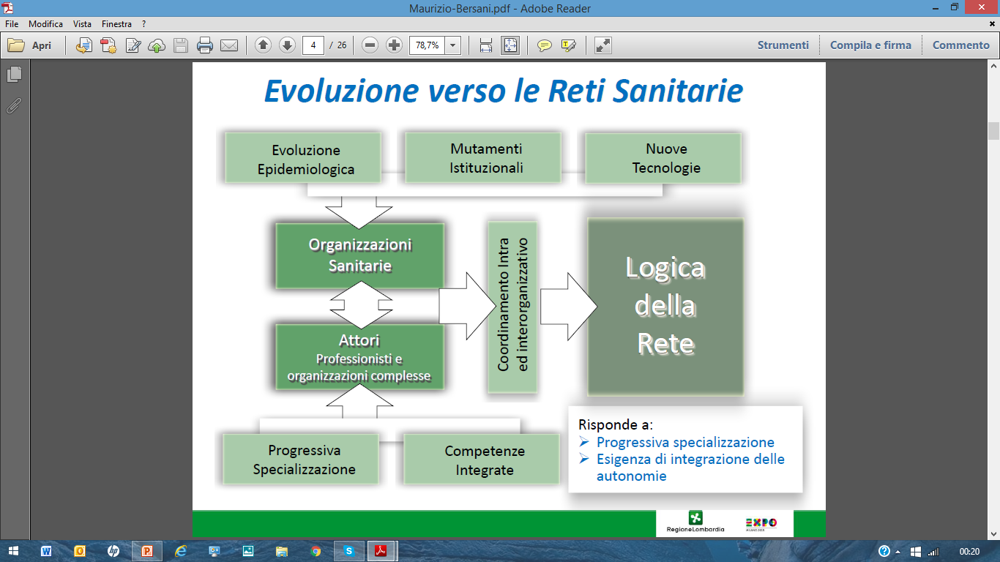 Maurizio-Bersani.pdf - Adobe Reader
File Modifica Vista Finestra ?
Apri
4 / 26
78,7%
Strumenti
Compila e firma
Commento
Evoluzione verso le Reti Sanitarie
Evoluzione
Epidemiologica
Mutamenti
Istituzionali
Nuove
Tecnologie
Organizzazioni
Sanitarie
Attori
Professionisti e
organizzazioni complesse
Coordinamento Intra
ed interorganizzativo
Logica
della
Rete
Progressiva
Specializzazione
Competenze
Integrate
Risponde a:
Progressiva specializzazione
Esigenza di integrazione delle
autonomie
RegioneLombardia
EXPO
MILANO 2015
00:20